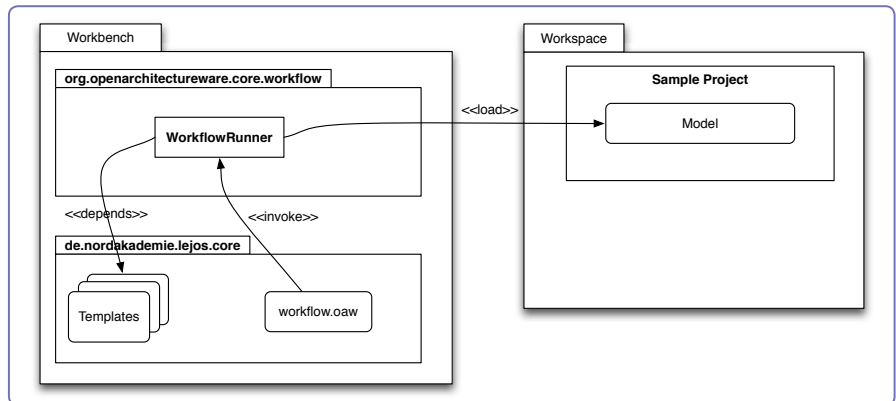 Workbench
Workspace
org.openarchitectureware.core.workflow
Sample Project
<<load>>
Model
WorkflowRunner
<<depends>>
<<invoke>>
de.nordakademie.lejos.core
Templates
workflow.oaw